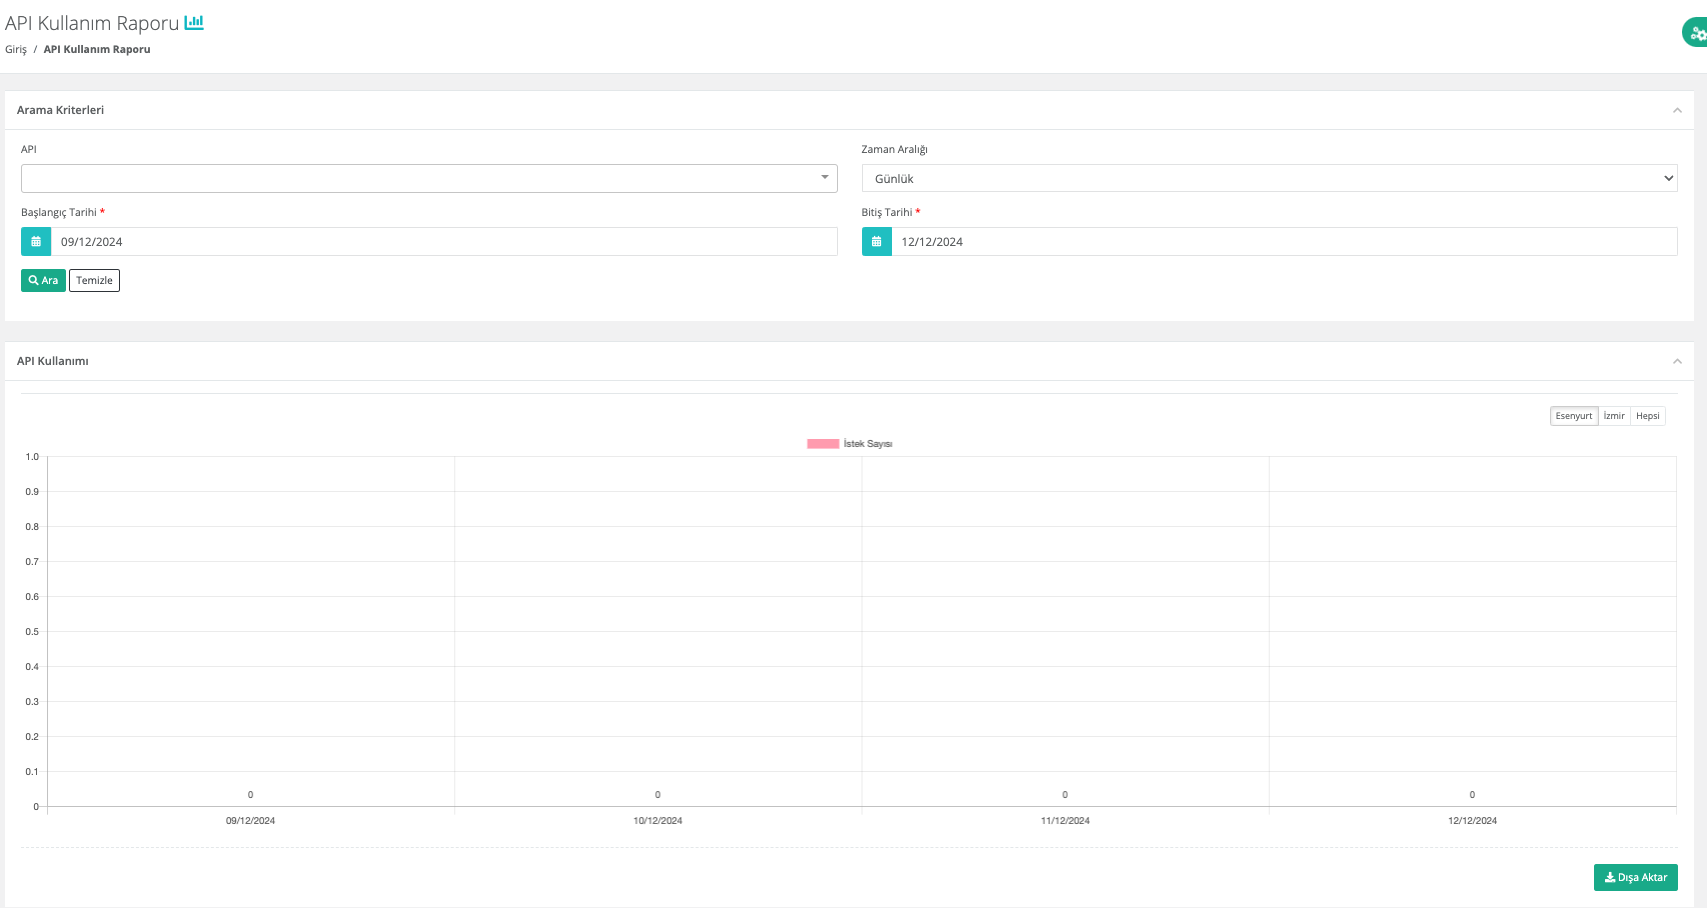 API Kullanım Raporu
Giriş / API Kullanım Raporu
Arama Kriterleri
API
Zaman Aralığı
Günlük
Başlangıç Tarihi *
Bitiş Tarihi *
09/12/2024
12/12/2024
Ara Temizle
API Kullanımı
Esenyurt İzmir Hepsi
İstek Sayısı
1.0
0.9
0.8
0.7
0.6
0.5
0.4
0.3
0.2
0.1
0 0 0 0
0
09/12/2024 10/12/2024 11/12/2024 12/12/2024
Dışa Aktar